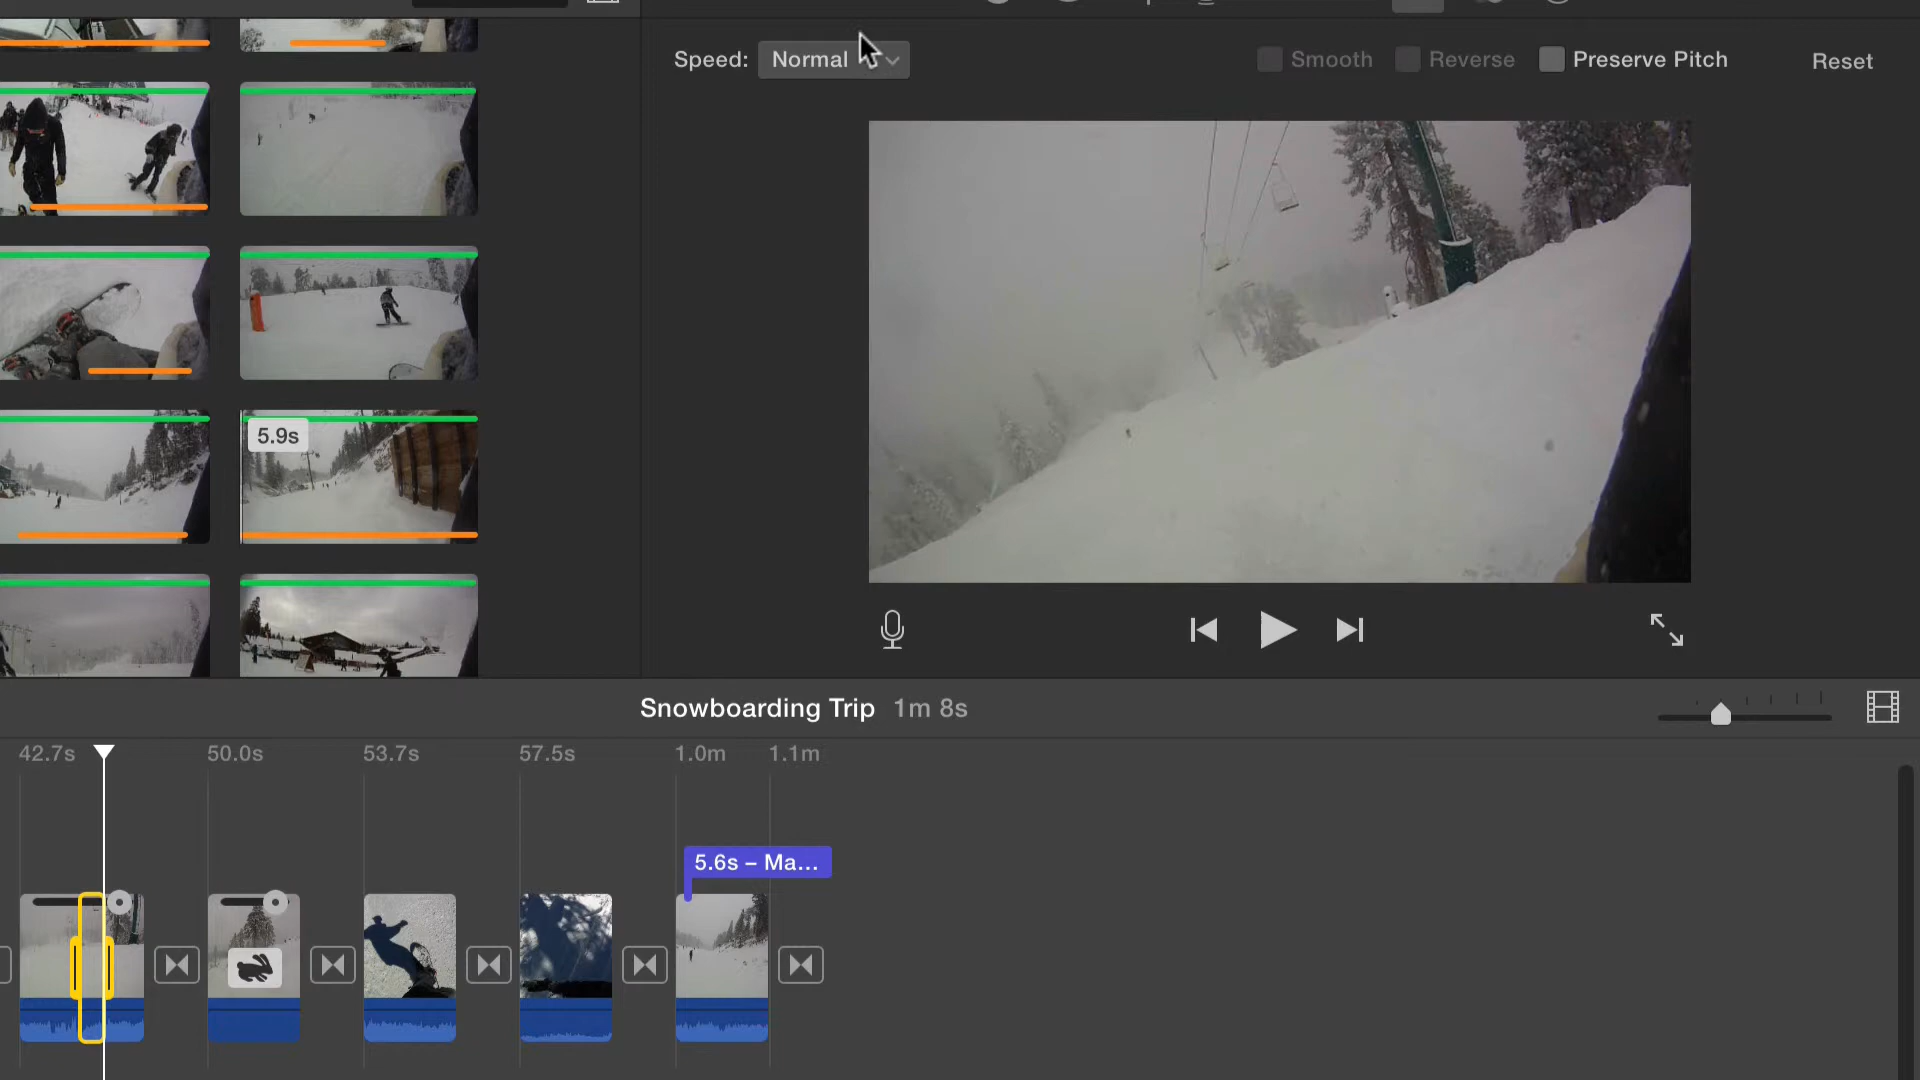 Speed: Normal
Smooth
Reverse
Preserve Pitch
Reset
5.9s
Snowboarding Trip 1m 8s
42.7s
50.0s
53.7s
57.5s
1.0m
1.1m
5.6s – Ma...